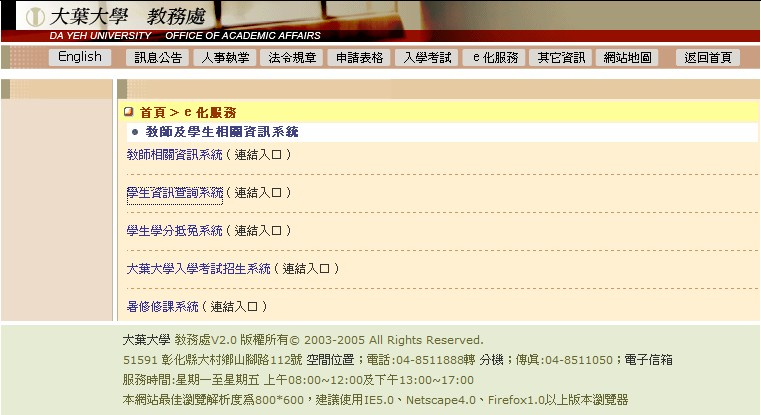 大葉大學 教務處
DA YEH UNIVERSITY OFFICE OF ACADEMIC AFFAIRS
English 訊息公告 人事執掌 法令規章 申請表格 入學考試 e 化服務 其它資訊 網站地圖 返回首頁
首頁 > e 化服務
教師及學生相關資訊系統
教師相關資訊系統 ( 連結入口 )
學生資訊查詢系統 ( 連結入口 )
學生學分抵免系統 ( 連結入口 )
大葉大學入學考試招生系統 ( 連結入口 )
暑修修課系統 ( 連結入口 )
大葉大學 教務處V2.0 版權所有© 2003-2005 All Rights Reserved.
51591 彰化縣大村鄉山腳路112號 空間位置；電話:04-8511888轉 分機；傳真:04-8511050；電子信箱
服務時間:星期一至星期五 上午08:00~12:00及下午13:00~17:00
本網站最佳瀏覽解析度為800*600，建議使用IE5.0、Netscape4.0、Firefox1.0以上版本瀏覽器